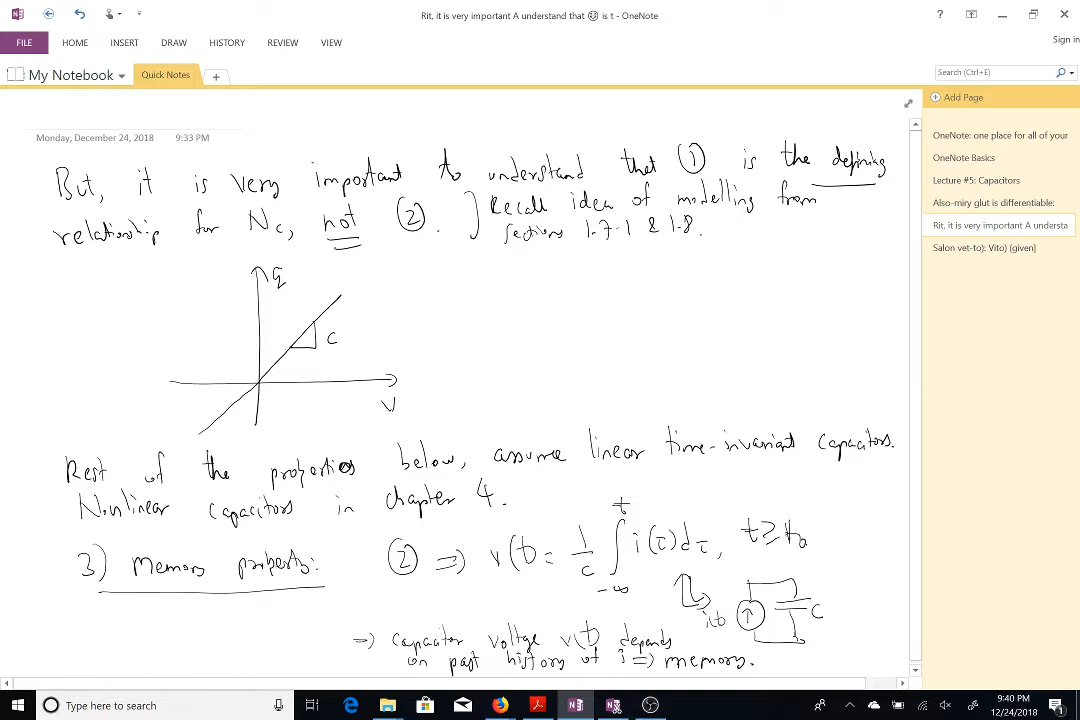 Rit, it is very important A understand that ☺ is t - OneNote
?
Sign in
FILE HOME INSERT DRAW HISTORY REVIEW VIEW
My Notebook
Quick Notes
+
Search (Ctrl+E)
Add Page
OneNote: one place for all of your
OneNote Basics
Lecture #5: Capacitors
Also-miry glut is differentiable:
Rit, it is very important A understa
Salon vet-to): Vito) (given]
Monday, December 24, 2018 9:33 PM
But, it is very important to understand that ① is the defining
relationship for Nc, not ②. ] Recall idea of modelling from
sections 1.7.1 & 1.8.
q
C
V
Rest of the properties below, assume linear time-invariant capacitors.
Nonlinear capacitors in chapter 4.
3) Memory property: ② => v(t) = 1/C ∫_{-∞}^{t} i(τ)dτ, t ≥ t₀
i(t) C
=> capacitor voltage v(t) depends
on past history of i => memory.
Type here to search
9:40 PM
12/24/2018
1